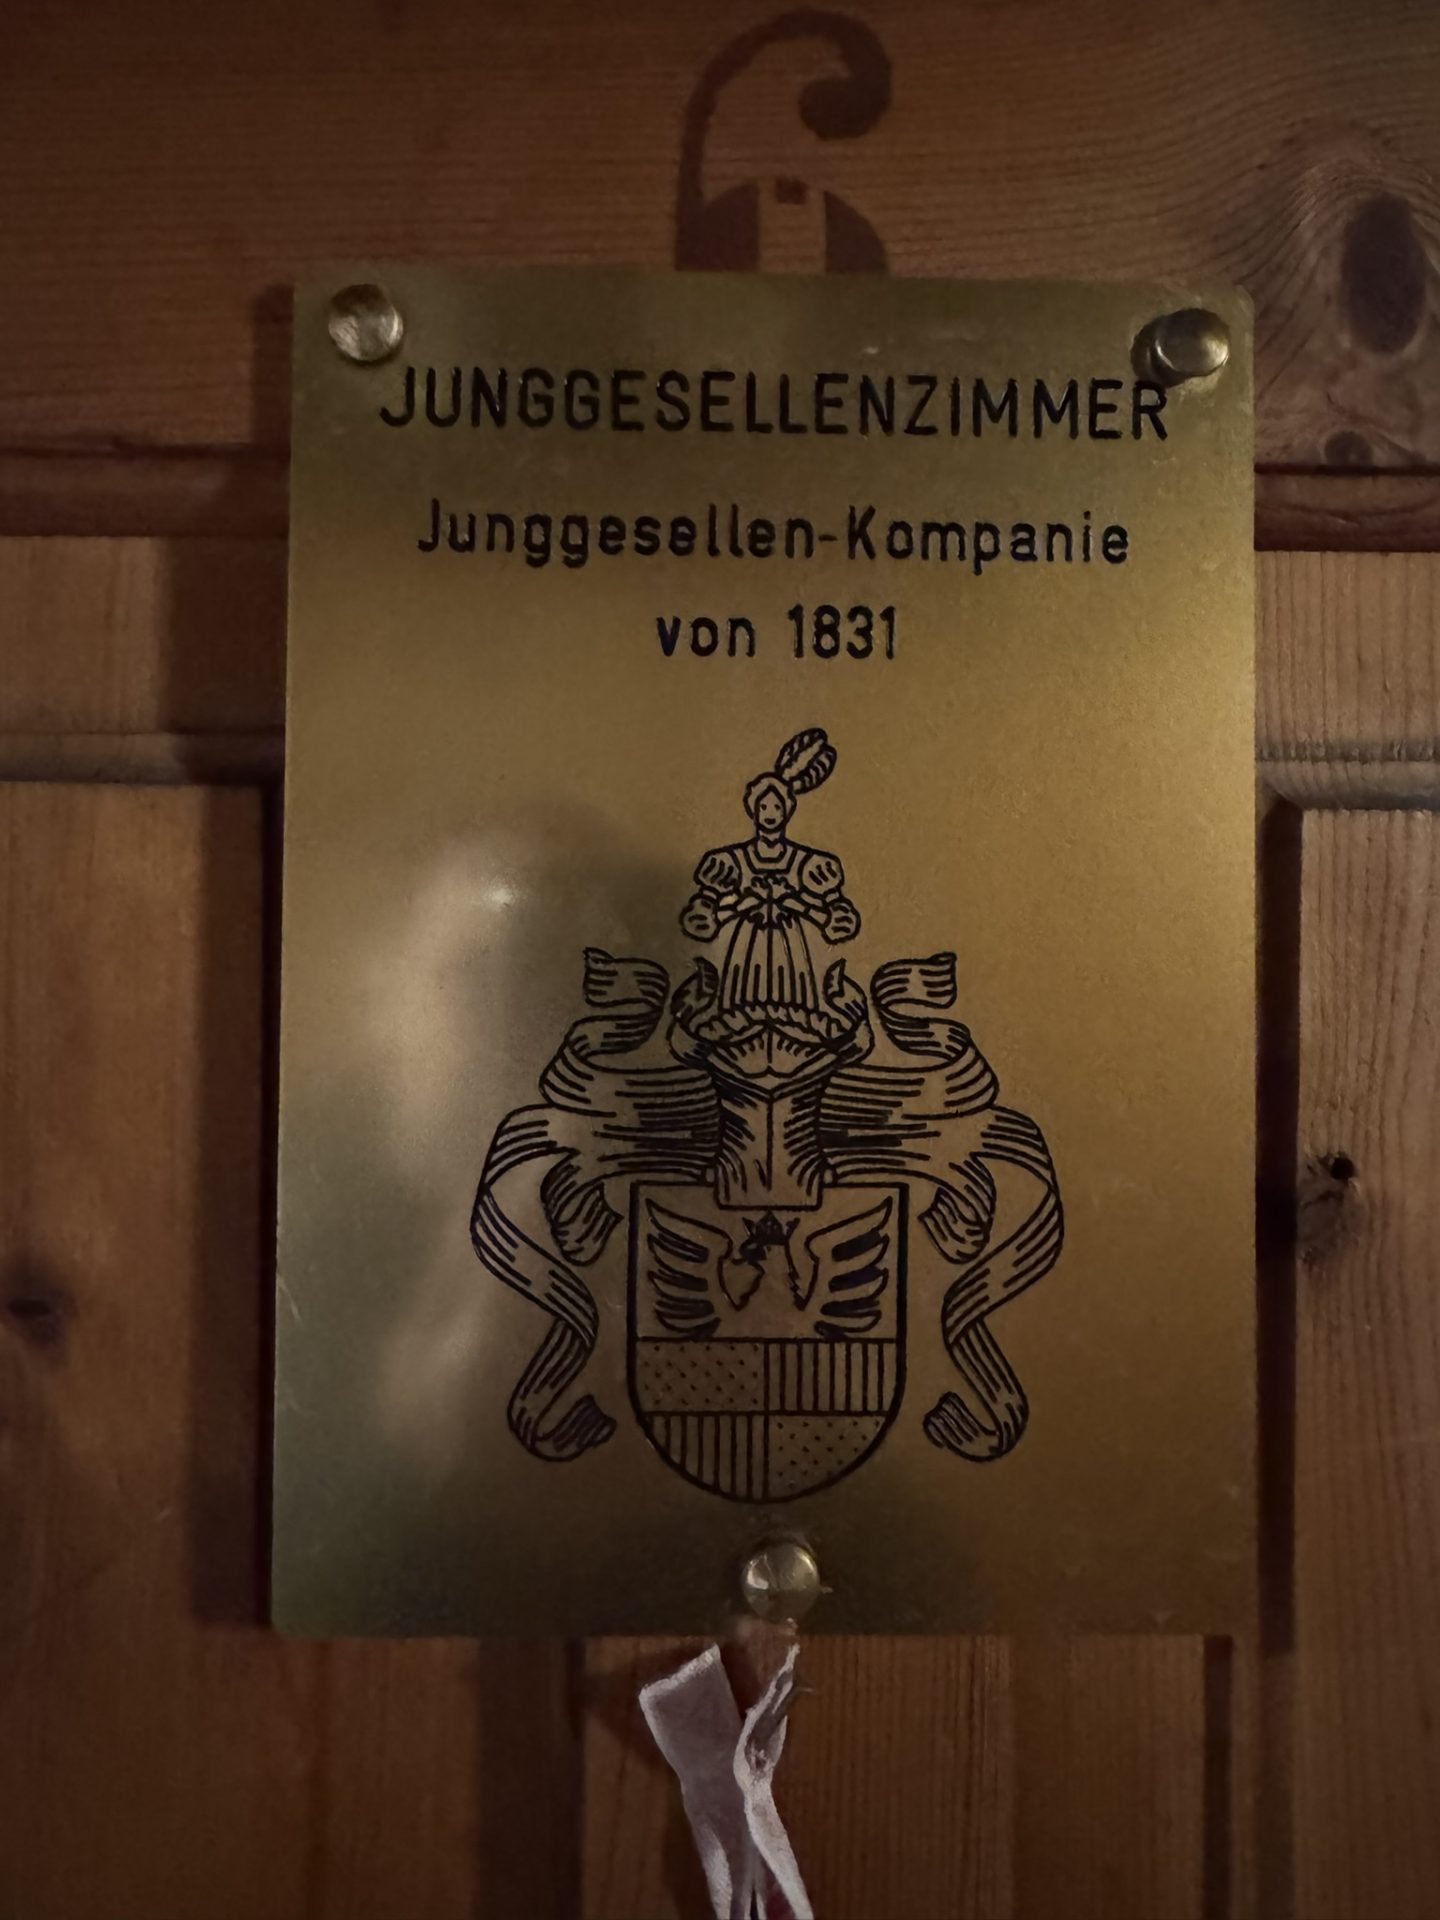 JUNGGESELLENZIMMER
Junggesellen-Kompanie
von 1831